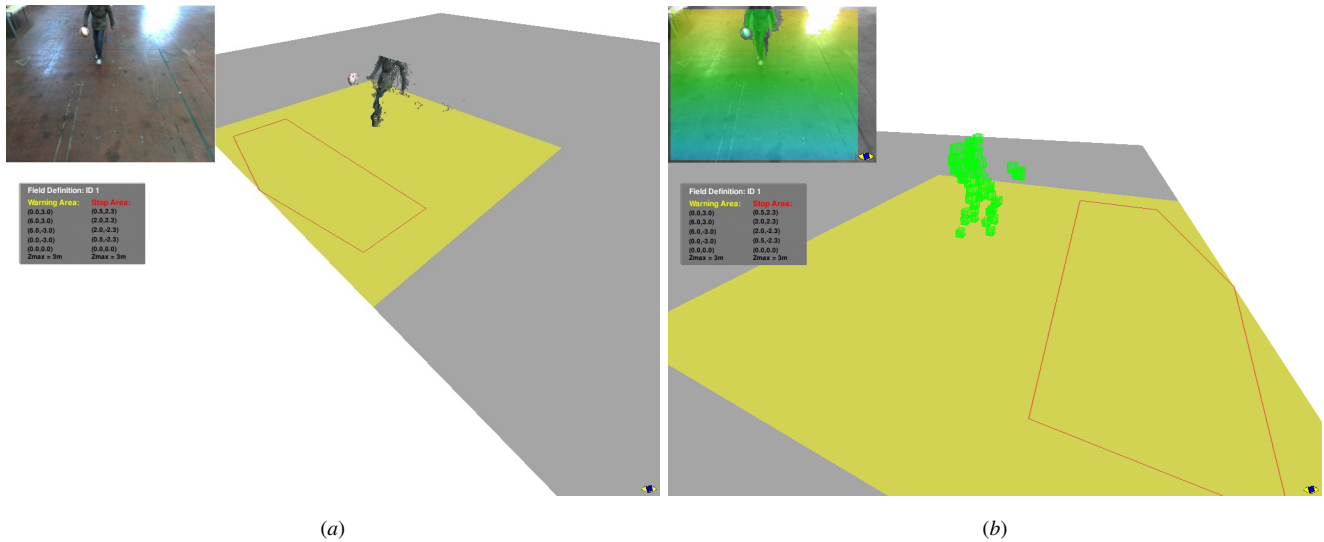 Field Definition: ID 1
Warning Area: Stop Area:
(0.0,3.0) (0.5,2.3)
(6.0,3.0) (2.0,2.3)
(6.0,-3.0) (2.0,-2.3)
(0.0,-3.0) (0.5,-2.3)
(0.0,0.0) (0.0,0.0)
Zmax = 3m Zmax = 3m
Field Definition: ID 1
Warning Area: Stop Area:
(0.0,3.0) (0.5,2.3)
(6.0,3.0) (2.0,2.3)
(6.0,-3.0) (2.0,-2.3)
(0.0,-3.0) (0.5,-2.3)
(0.0,0.0) (0.0,0.0)
Zmax = 3m Zmax = 3m
(a)
(b)